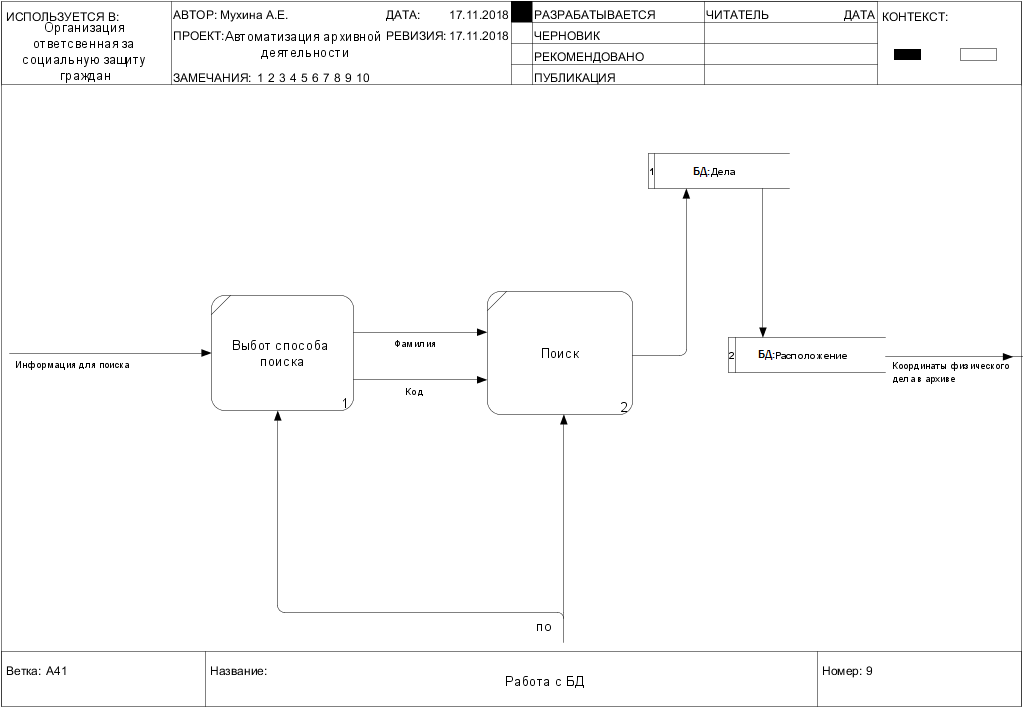 ИСПОЛЬЗУЕТСЯ В:
Организация
ответсвенная за
социальную защиту
граждан
АВТОР: Мухина А.Е.
ДАТА: 17.11.2018
ПРОЕКТ:Автоматизация архивной
деятельности
РЕВИЗИЯ: 17.11.2018
ЗАМЕЧАНИЯ: 1 2 3 4 5 6 7 8 9 10
РАЗРАБАТЫВАЕТСЯ
ЧЕРНОВИК
РЕКОМЕНДОВАНО
ПУБЛИКАЦИЯ
ЧИТАТЕЛЬ ДАТА
КОНТЕКСТ:
1 БД:Дела
Выбот способа
поиска
1
Фамилия
Код
Поиск
2
2 БД:Расположение
Информация для поиска
Координаты физического
дела в архиве
ПО
Ветка: A41
Название:
Работа с БД
Номер: 9